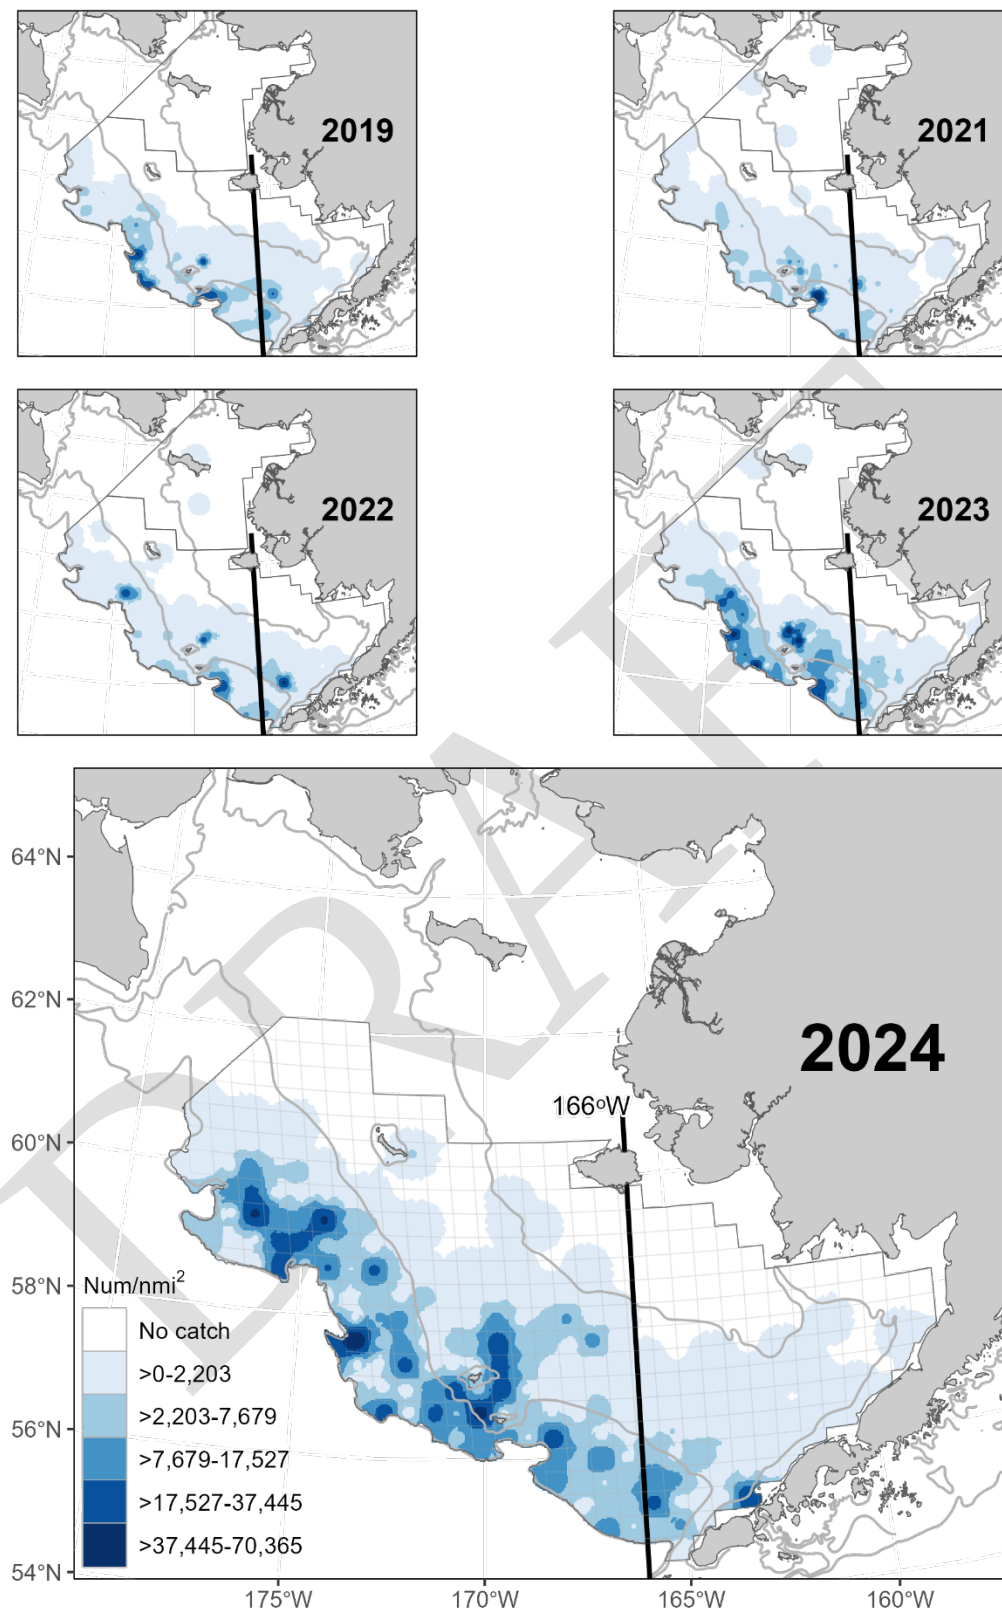 2019
2021
2022
2023
2024
166°W
64°N
62°N
60°N
58°N
56°N
54°N
Num/nmi²
No catch
>0-2,203
>2,203-7,679
>7,679-17,527
>17,527-37,445
>37,445-70,365
175°W
170°W
165°W
160°W
DRAFT